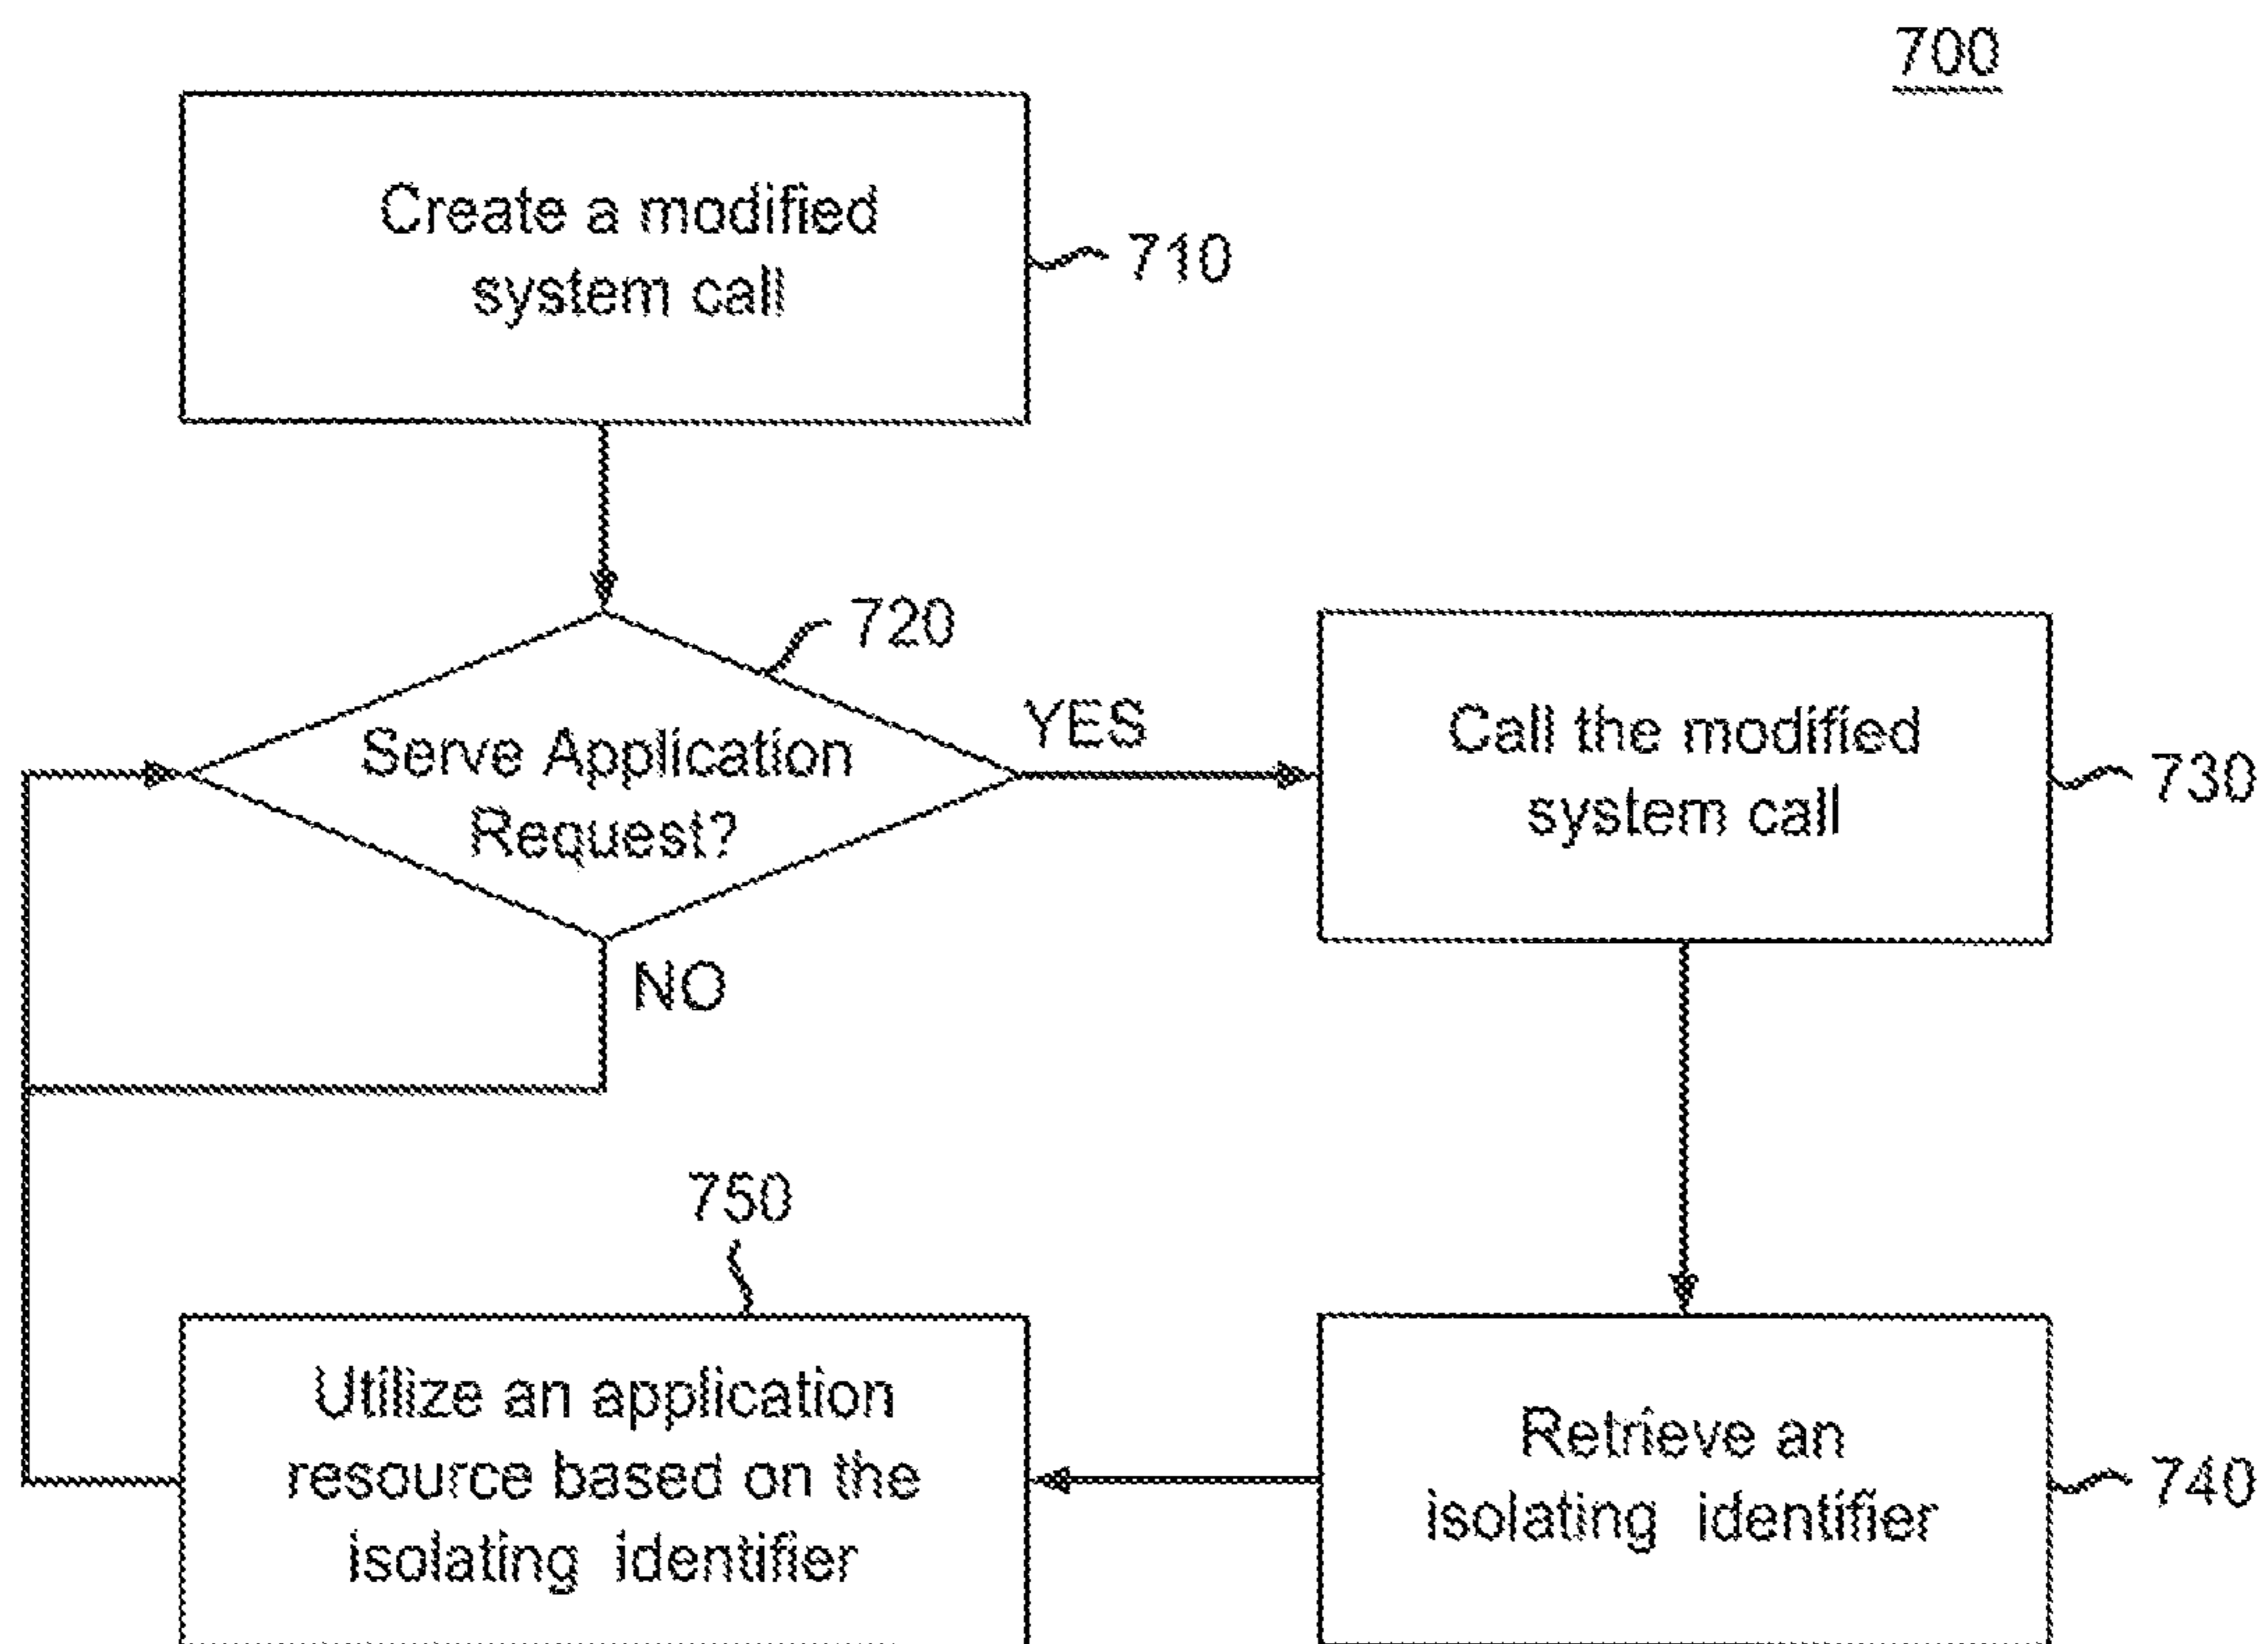 700
Create a modified
system call
710
720
Serve Application
Request?
YES
NO
Call the modified
system call
730
750
Utilize an application
resource based on the
isolating identifier
Retrieve an
isolating identifier
740